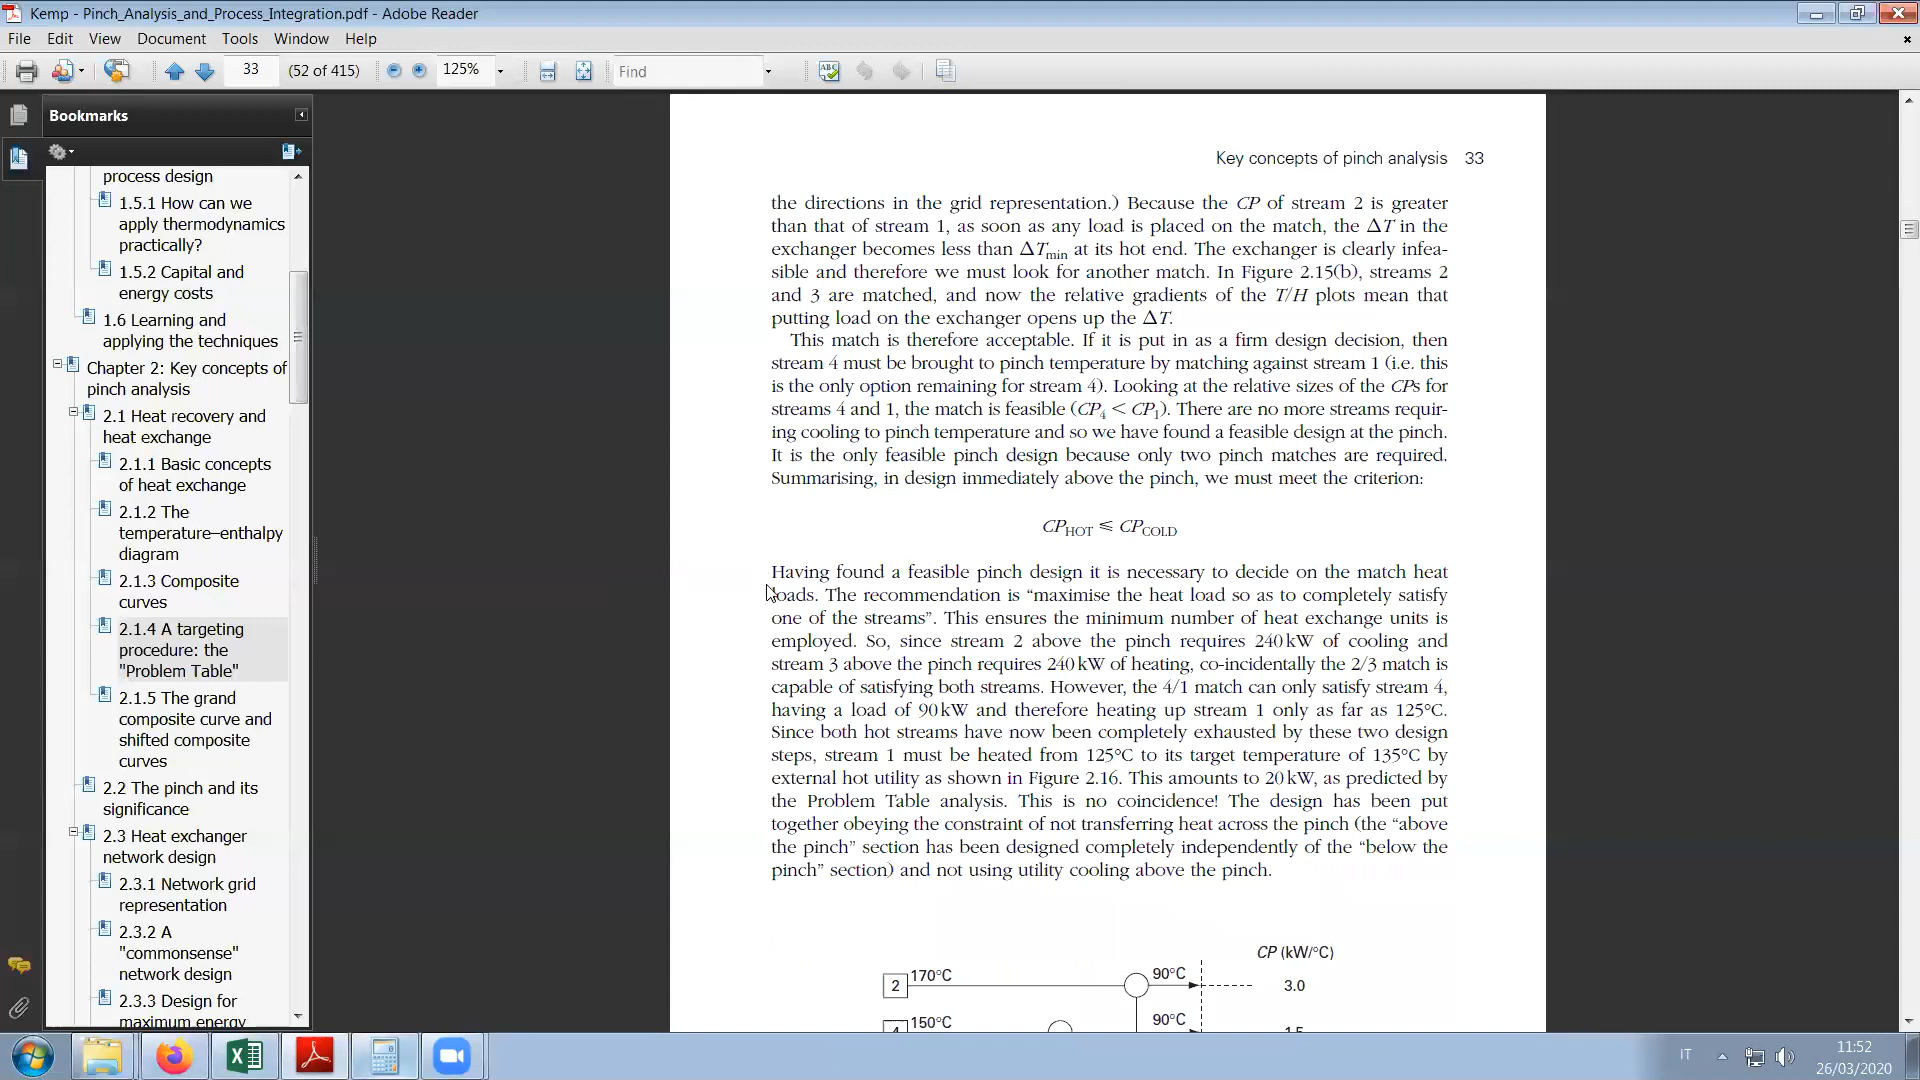 Kemp - Pinch_Analysis_and_Process_Integration.pdf - Adobe Reader
File Edit View Document Tools Window Help
33 (52 of 415) 125% Find
Bookmarks
process design
1.5.1 How can we
apply thermodynamics
practically?
1.5.2 Capital and
energy costs
1.6 Learning and
applying the techniques
Chapter 2: Key concepts of
pinch analysis
2.1 Heat recovery and
heat exchange
2.1.1 Basic concepts
of heat exchange
2.1.2 The
temperature–enthalpy
diagram
2.1.3 Composite
curves
2.1.4 A targeting
procedure: the
"Problem Table"
2.1.5 The grand
composite curve and
shifted composite
curves
2.2 The pinch and its
significance
2.3 Heat exchanger
network design
2.3.1 Network grid
representation
2.3.2 A
"commonsense"
network design
2.3.3 Design for
maximum energy
Key concepts of pinch analysis 33
the directions in the grid representation.) Because the CP of stream 2 is greater
than that of stream 1, as soon as any load is placed on the match, the ΔT in the
exchanger becomes less than ΔTmin at its hot end. The exchanger is clearly infea-
sible and therefore we must look for another match. In Figure 2.15(b), streams 2
and 3 are matched, and now the relative gradients of the T/H plots mean that
putting load on the exchanger opens up the ΔT.
This match is therefore acceptable. If it is put in as a firm design decision, then
stream 4 must be brought to pinch temperature by matching against stream 1 (i.e. this
is the only option remaining for stream 4). Looking at the relative sizes of the CPs for
streams 4 and 1, the match is feasible (CP4 < CP1). There are no more streams requir-
ing cooling to pinch temperature and so we have found a feasible design at the pinch.
It is the only feasible pinch design because only two pinch matches are required.
Summarising, in design immediately above the pinch, we must meet the criterion:
CPHOT ⩽ CPCOLD
Having found a feasible pinch design it is necessary to decide on the match heat
loads. The recommendation is “maximise the heat load so as to completely satisfy
one of the streams”. This ensures the minimum number of heat exchange units is
employed. So, since stream 2 above the pinch requires 240 kW of cooling and
stream 3 above the pinch requires 240 kW of heating, co-incidentally the 2/3 match is
capable of satisfying both streams. However, the 4/1 match can only satisfy stream 4,
having a load of 90 kW and therefore heating up stream 1 only as far as 125°C.
Since both hot streams have now been completely exhausted by these two design
steps, stream 1 must be heated from 125°C to its target temperature of 135°C by
external hot utility as shown in Figure 2.16. This amounts to 20 kW, as predicted by
the Problem Table analysis. This is no coincidence! The design has been put
together obeying the constraint of not transferring heat across the pinch (the “above
the pinch” section has been designed completely independently of the “below the
pinch” section) and not using utility cooling above the pinch.
CP (kW/°C)
2 170°C 90°C 3.0
4 150°C 90°C 1.5
IT
11:52
26/03/2020